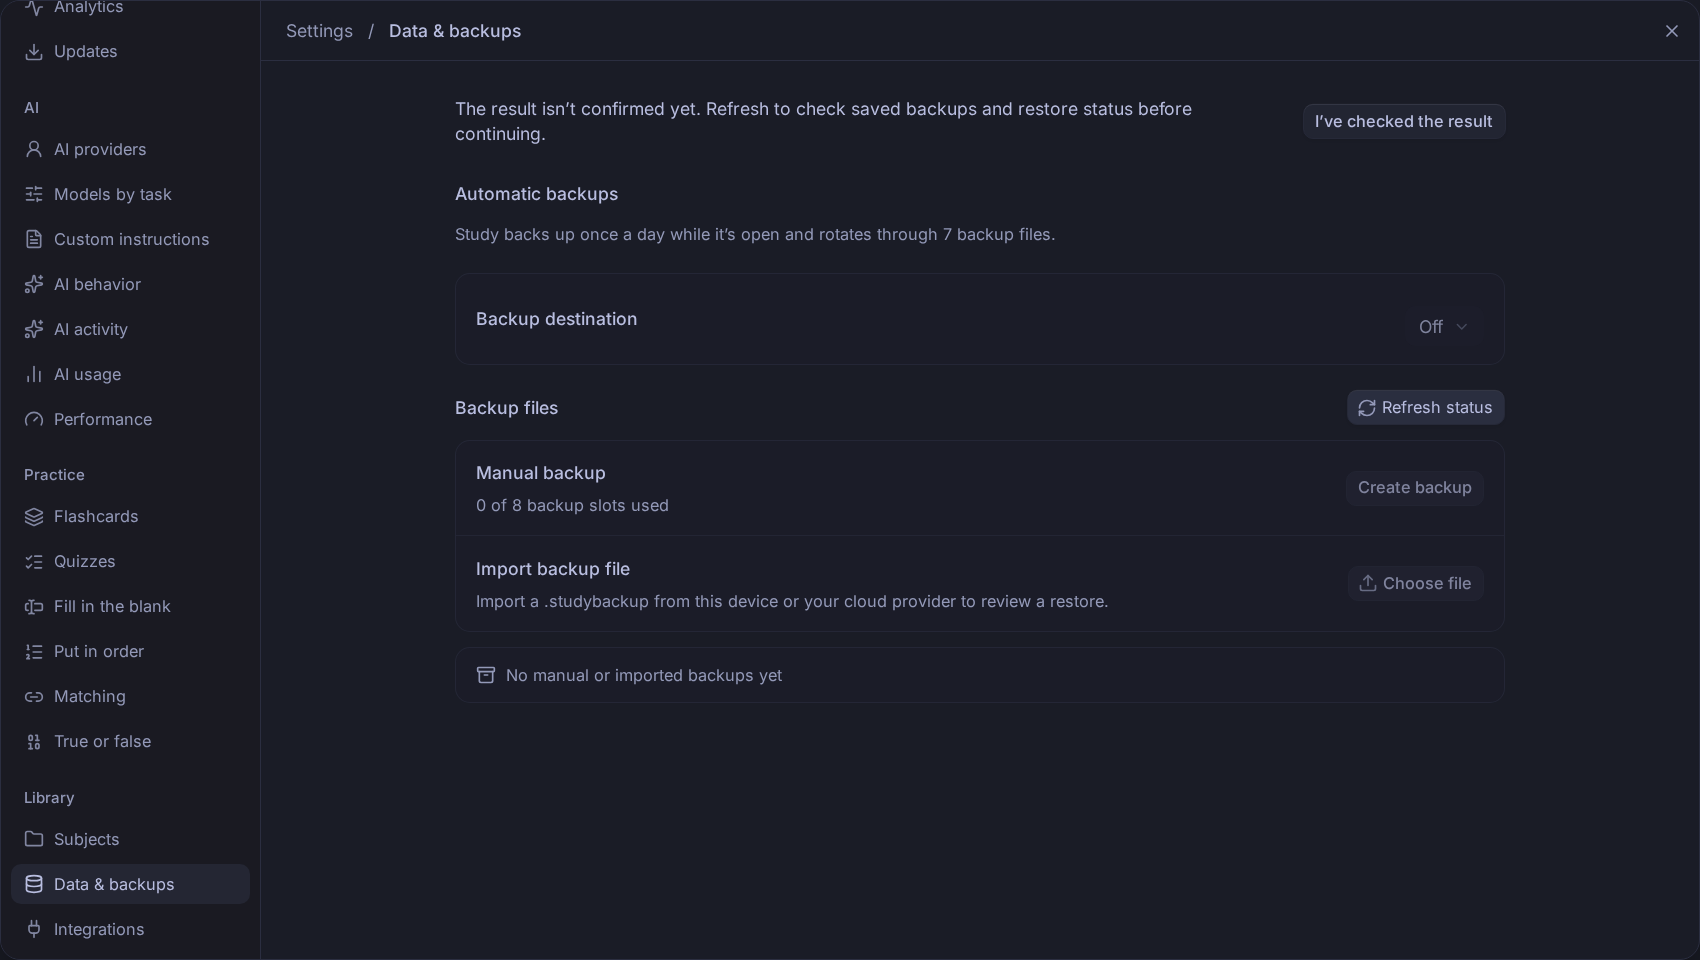 Analytics
Updates
AI
AI providers
Models by task
Custom instructions
AI behavior
AI activity
AI usage
Performance
Practice
Flashcards
Quizzes
Fill in the blank
Put in order
Matching
True or false
Library
Subjects
Data & backups
Integrations
Settings / Data & backups
The result isn’t confirmed yet. Refresh to check saved backups and restore status before
continuing.
I’ve checked the result
Automatic backups
Study backs up once a day while it’s open and rotates through 7 backup files.
Backup destination
Off
Backup files
Refresh status
Manual backup
0 of 8 backup slots used
Create backup
Import backup file
Import a .studybackup from this device or your cloud provider to review a restore.
Choose file
No manual or imported backups yet